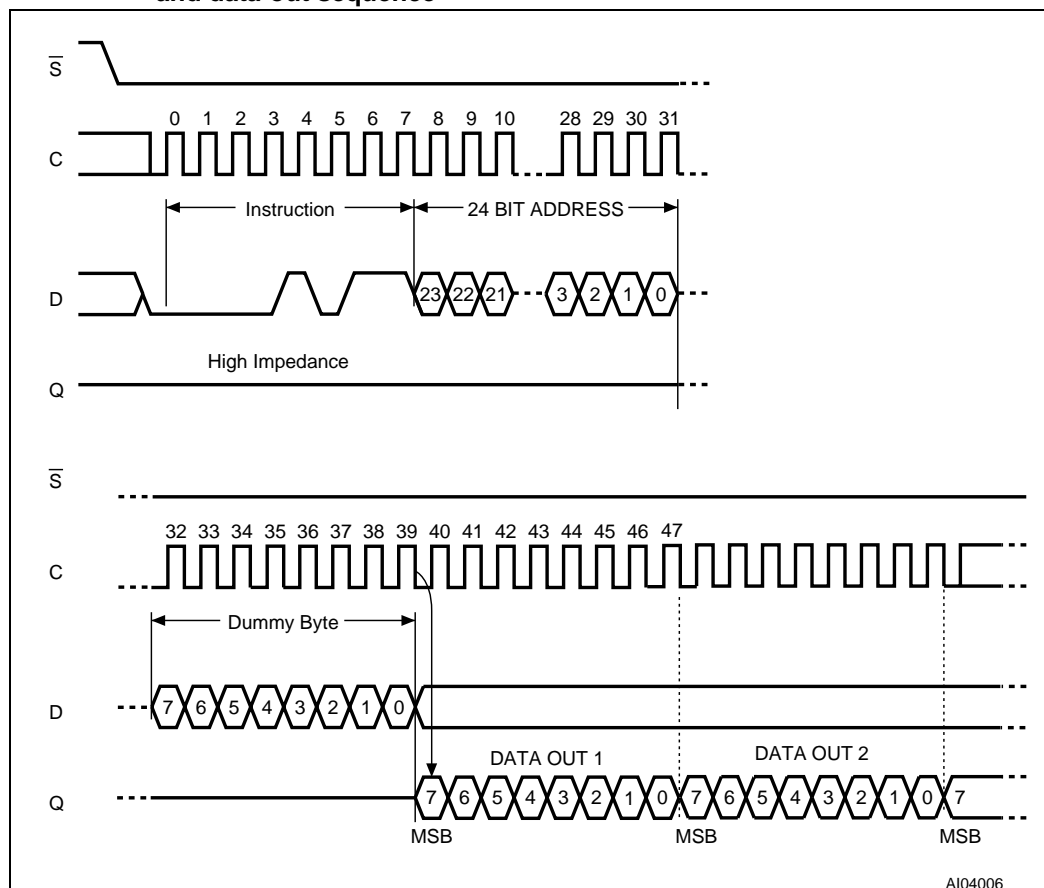 and data-out sequence
S
0 1 2 3 4 5 6 7 8 9 10 28 29 30 31
C
Instruction 24 BIT ADDRESS
D 23 22 21 3 2 1 0
High Impedance
Q
S
32 33 34 35 36 37 38 39 40 41 42 43 44 45 46 47
C
Dummy Byte
D 7 6 5 4 3 2 1 0
DATA OUT 1 DATA OUT 2
Q 7 6 5 4 3 2 1 0 7 6 5 4 3 2 1 0 7
MSB MSB MSB
AI04006